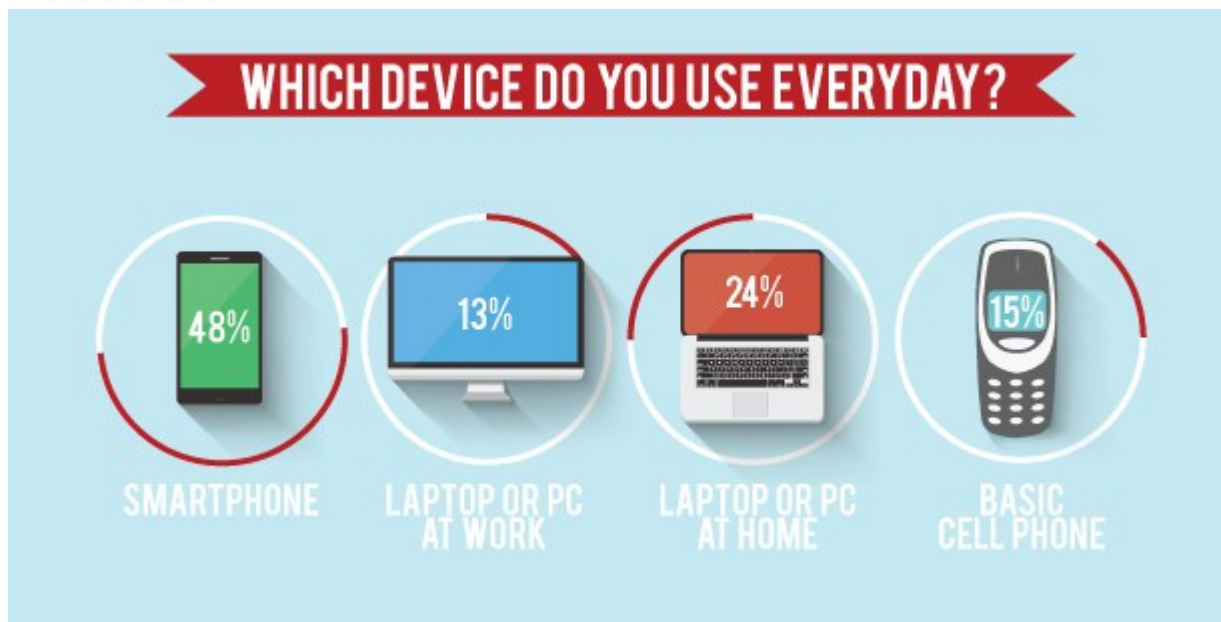 WHICH DEVICE DO YOU USE EVERYDAY?
48%
13%
24%
15%
SMARTPHONE
LAPTOP OR PC
AT WORK
LAPTOP OR PC
AT HOME
BASIC
CELL PHONE